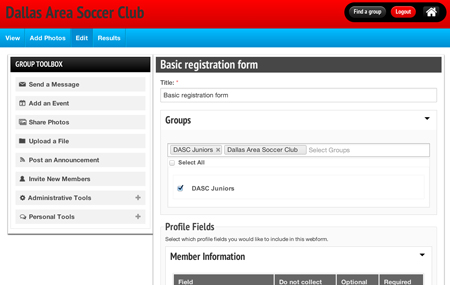 Dallas Area Soccer Club
Find a group Logout
View Add Photos Edit Results
GROUP TOOLBOX
Send a Message
Add an Event
Share Photos
Upload a File
Post an Announcement
Invite New Members
Administrative Tools +
Personal Tools +
Basic registration form
Title: *
Basic registration form
Groups
DASC Juniors × Dallas Area Soccer Club Select Groups
Select All
DASC Juniors
Profile Fields
Select which profile fields you would like to include in this webform.
Member Information
Field Do not collect Optional Required